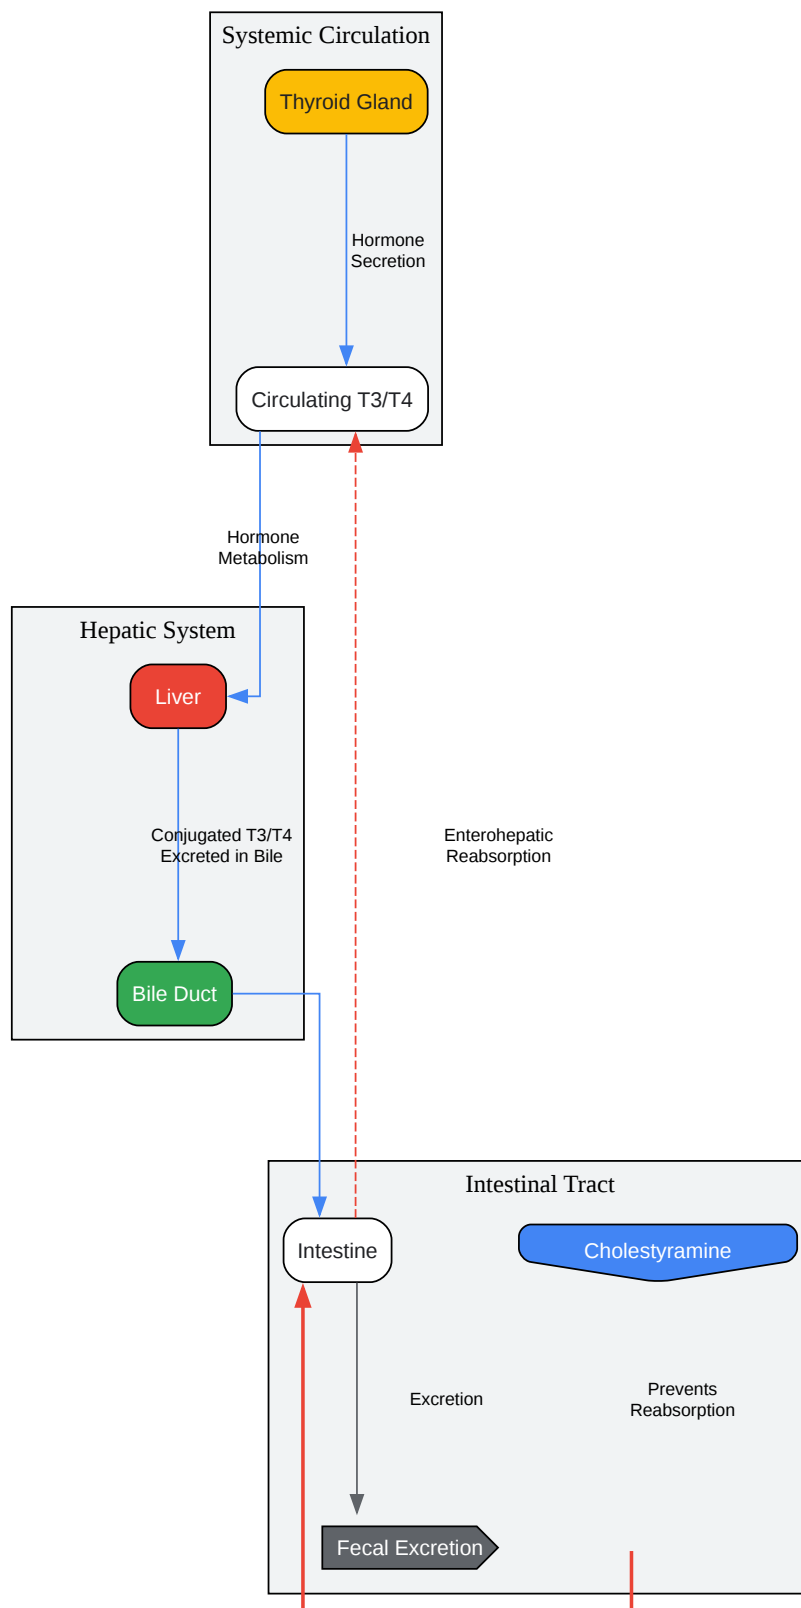 Systemic Circulation
Thyroid Gland
Hormone
Secretion
Circulating T3/T4
Hormone
Metabolism
Hepatic System
Liver
Conjugated T3/T4
Excreted in Bile
Enterohepatic
Reabsorption
Bile Duct
Intestinal Tract
Intestine
Cholestyramine
Excretion
Prevents
Reabsorption
Fecal Excretion